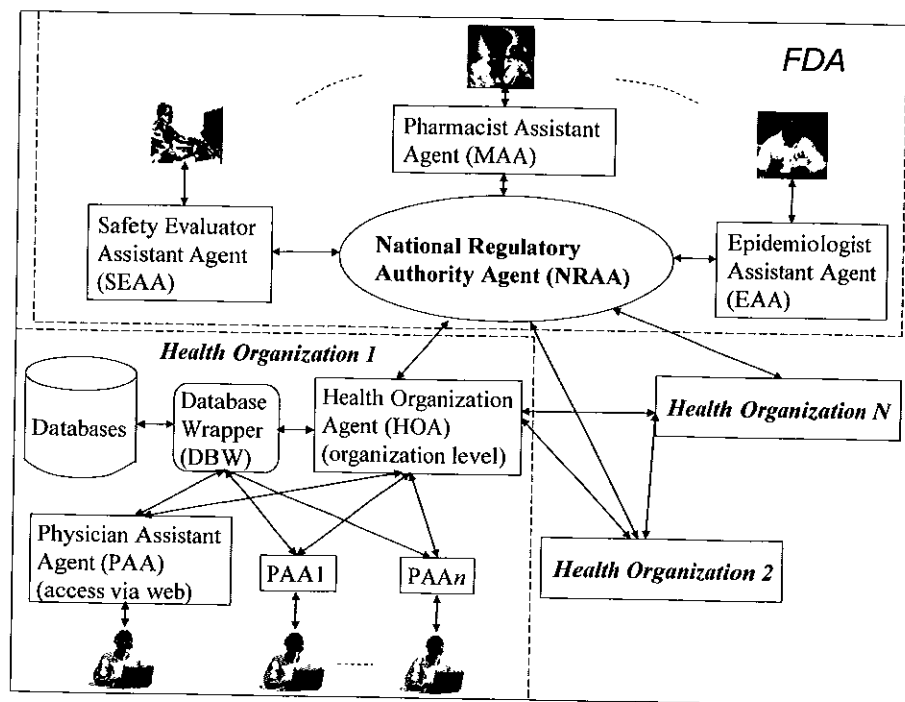 FDA
Pharmacist Assistant
Agent (MAA)
Safety Evaluator
Assistant Agent
(SEAA)
National Regulatory
Authority Agent (NRAA)
Epidemiologist
Assistant Agent
(EAA)
Health Organization 1
Databases
Database
Wrapper
(DBW)
Health Organization
Agent (HOA)
(organization level)
Health Organization N
Physician Assistant
Agent (PAA)
(access via web)
PAA1
PAAn
Health Organization 2